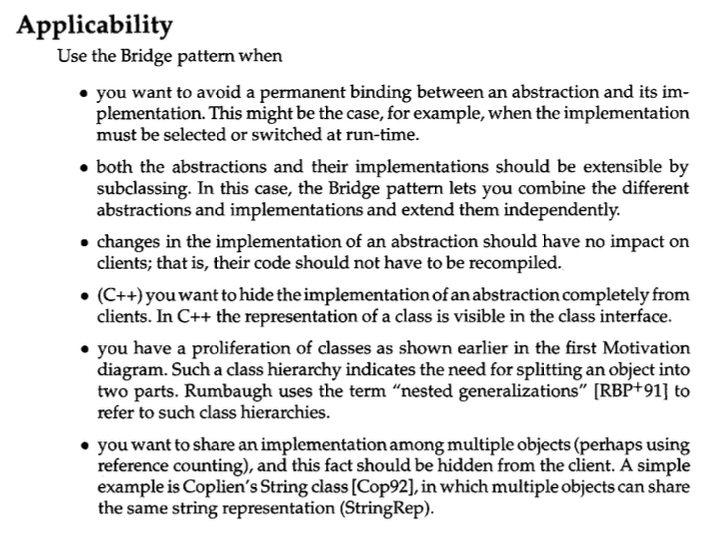 Applicability
Use the Bridge pattern when
• you want to avoid a permanent binding between an abstraction and its im-
plementation. This might be the case, for example, when the implementation
must be selected or switched at run-time.
• both the abstractions and their implementations should be extensible by
subclassing. In this case, the Bridge pattern lets you combine the different
abstractions and implementations and extend them independently.
• changes in the implementation of an abstraction should have no impact on
clients; that is, their code should not have to be recompiled.
• (C++) you want to hide the implementation of an abstraction completely from
clients. In C++ the representation of a class is visible in the class interface.
• you have a proliferation of classes as shown earlier in the first Motivation
diagram. Such a class hierarchy indicates the need for splitting an object into
two parts. Rumbaugh uses the term "nested generalizations" [RBP+91] to
refer to such class hierarchies.
• you want to share an implementation among multiple objects (perhaps using
reference counting), and this fact should be hidden from the client. A simple
example is Coplien's String class [Cop92], in which multiple objects can share
the same string representation (StringRep).